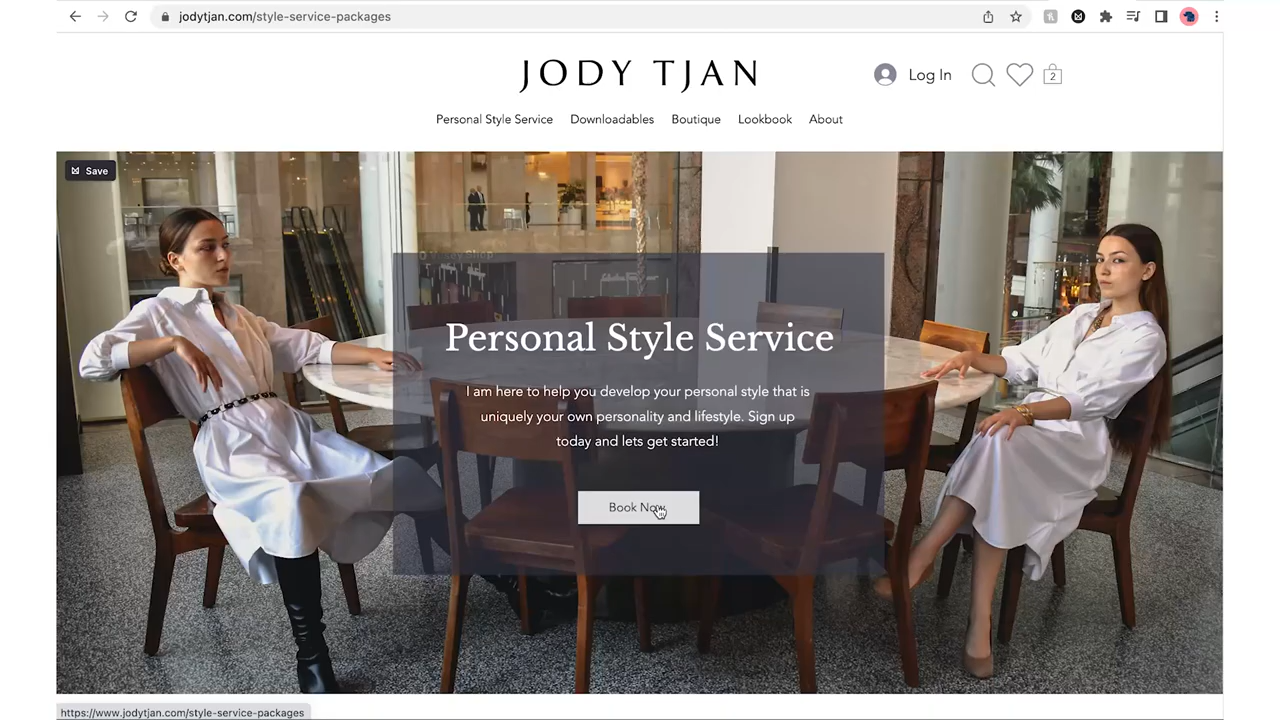 jodytjan.com/style-service-packages
JODY TJAN
Log In
2
Personal Style Service
Downloadables
Boutique
Lookbook
About
Save
Personal Style Service
I am here to help you develop your personal style that is
uniquely your own personality and lifestyle. Sign up
today and lets get started!
Book Now
https://www.jodytjan.com/style-service-packages